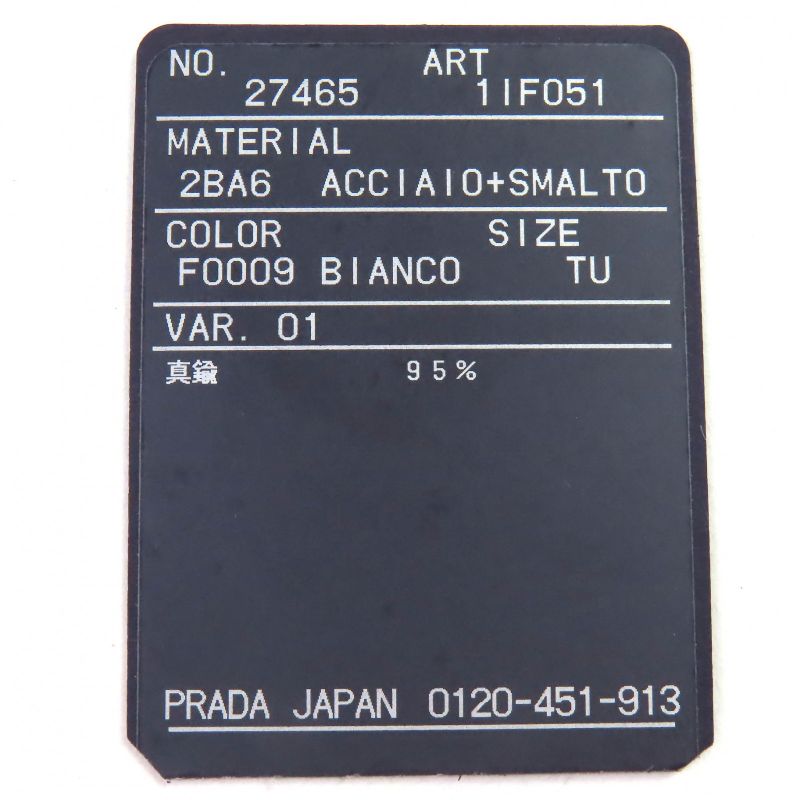 NO. ART
27465 1IF051
MATERIAL
2BA6 ACCIAIO+SMALTO
COLOR SIZE
F0009 BIANCO TU
VAR. 01
真鍮 95%
PRADA JAPAN 0120-451-913